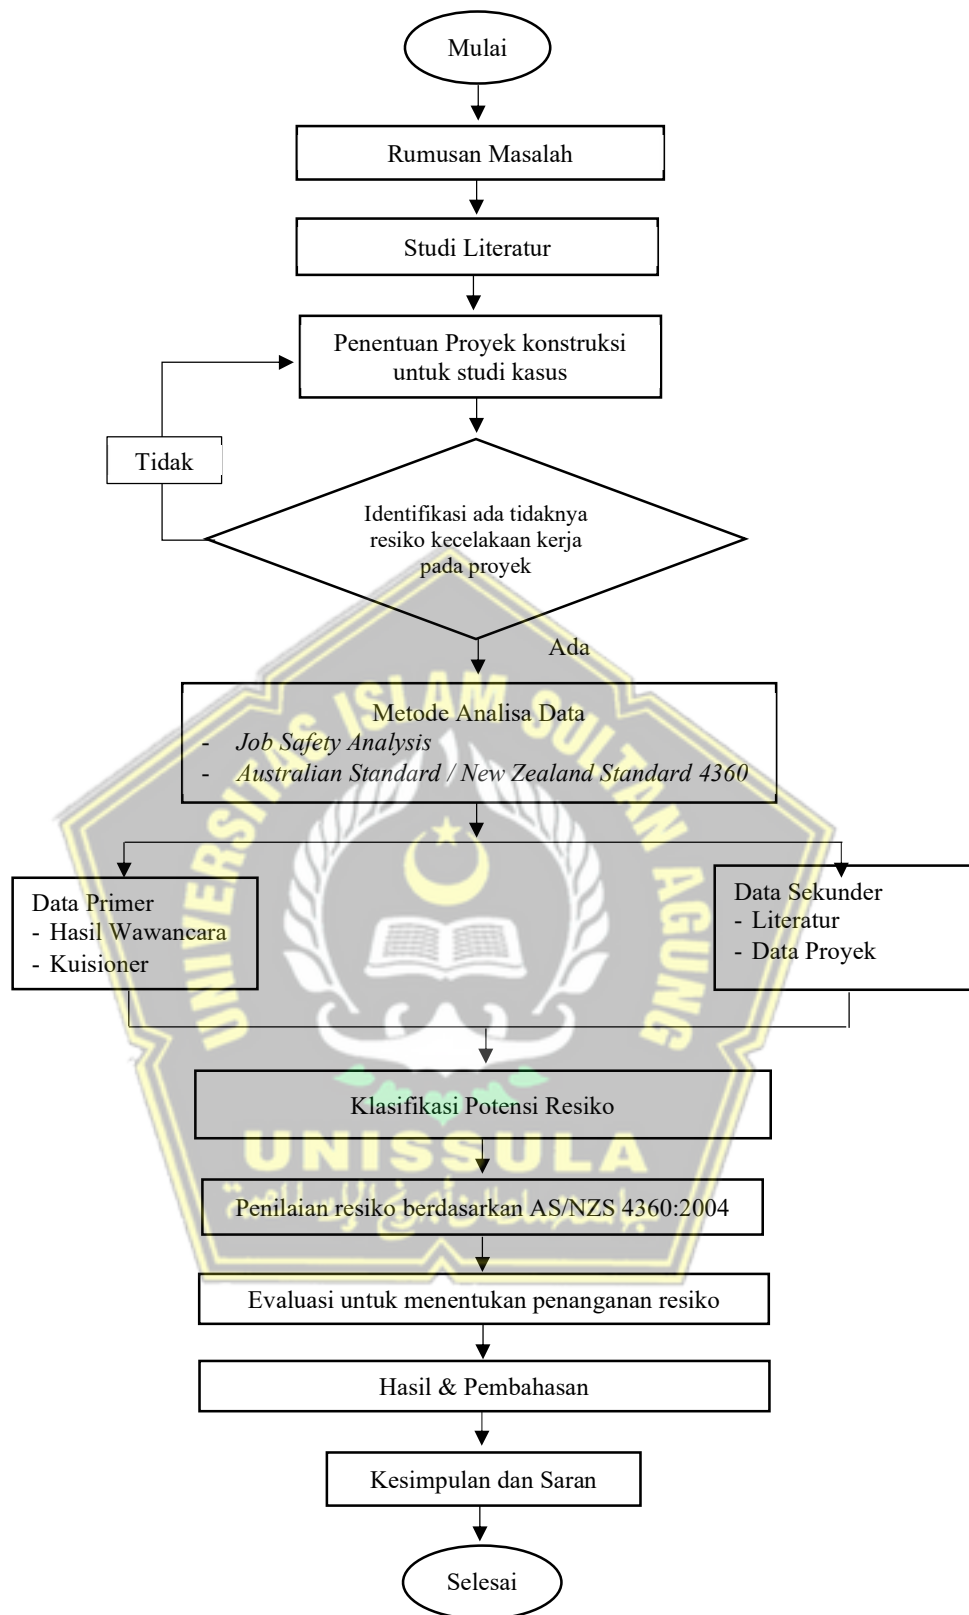 Mulai
Rumusan Masalah
Studi Literatur
Penentuan Proyek konstruksi
untuk studi kasus
Tidak
Identifikasi ada tidaknya
resiko kecelakaan kerja
pada proyek
Ada
Metode Analisa Data
- Job Safety Analysis
- Australian Standard / New Zealand Standard 4360
UNIVERSITAS ISLAM SULTAN AGUNG
Data Primer
- Hasil Wawancara
- Kuisioner
Data Sekunder
- Literatur
- Data Proyek
Klasifikasi Potensi Resiko
UNISSULA
Penilaian resiko berdasarkan AS/NZS 4360:2004
Evaluasi untuk menentukan penanganan resiko
Hasil & Pembahasan
Kesimpulan dan Saran
Selesai